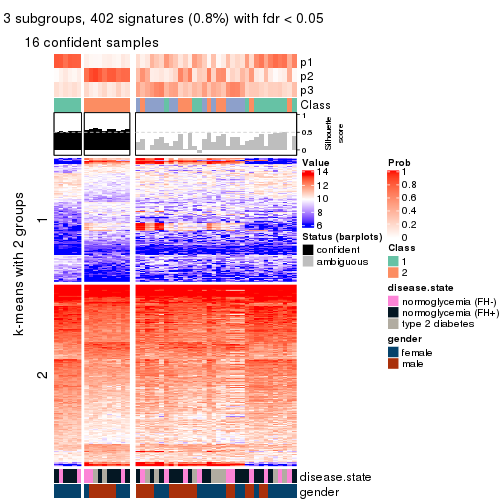 3 subgroups, 402 signatures (0.8%) with fdr < 0.05
16 confident samples
p1
p2
p3
Class
1
0.5
0
Silhouette
score
k-means with 2 groups
1
2
Value
14
12
10
8
6
Status (barplots)
confident
ambiguous
Prob
1
0.8
0.6
0.4
0.2
0
Class
1
2
disease.state
normoglycemia (FH-)
normoglycemia (FH+)
type 2 diabetes
gender
female
male
disease.state
gender